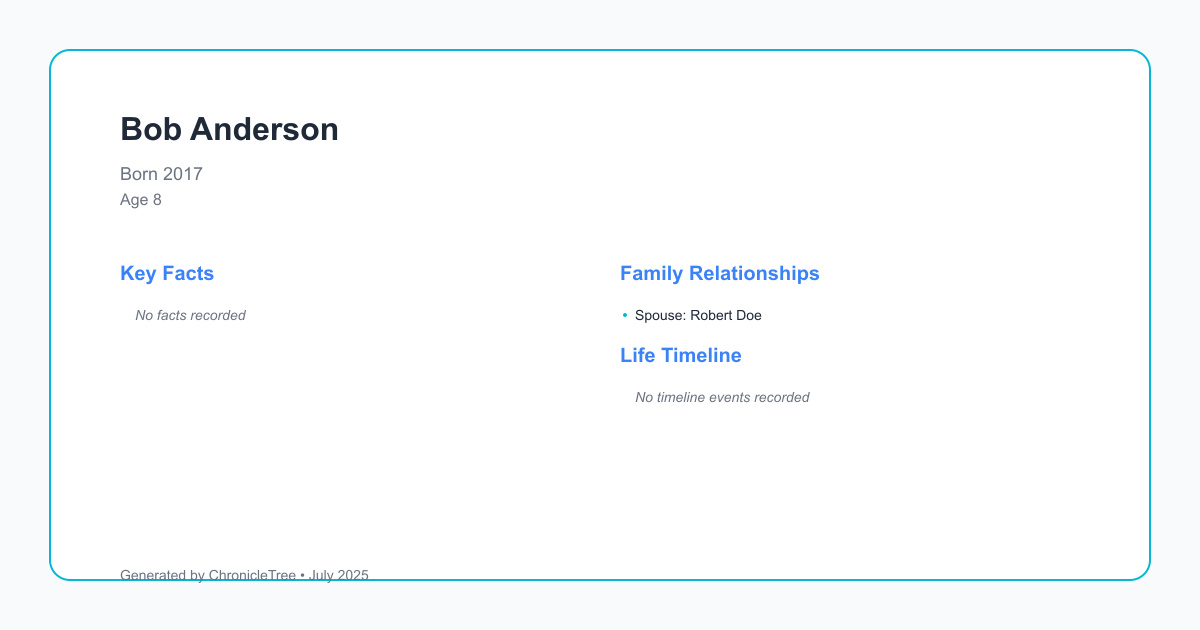 Bob Anderson
Born 2017
Age 8
Key Facts
No facts recorded
Family Relationships
• Spouse: Robert Doe
Life Timeline
No timeline events recorded
Generated by ChronicleTree • July 2025